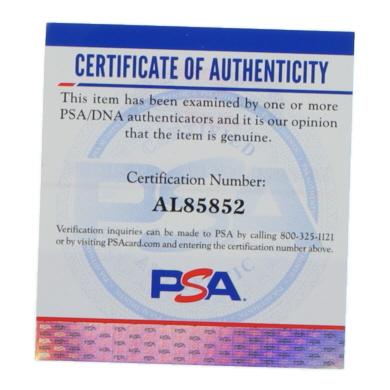 CERTIFICATE OF AUTHENTICITY
This item has been examined by one or more
PSA/DNA authenticators and it is our opinion
that the item is genuine.
Certification Number:
AL85852
Verification inquiries can be made to PSA by calling 800-325-1121
or by visiting PSAcard.com and entering the certification number above.
PSA